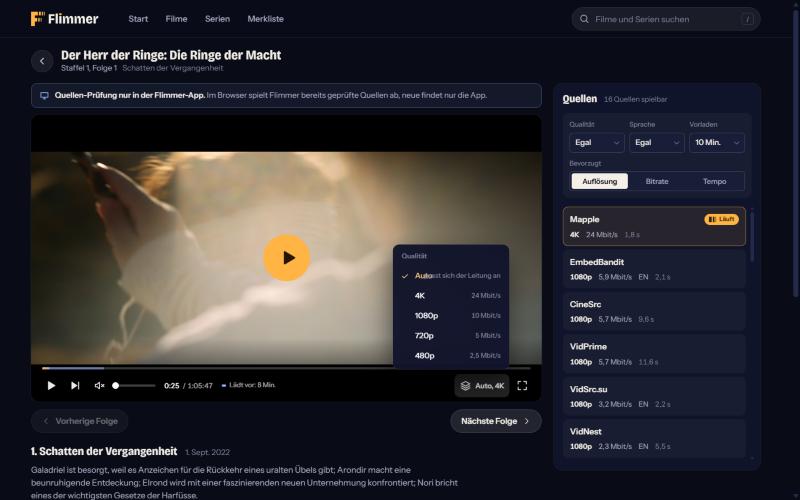 Flimmer
Start Filme Serien Merkliste
Filme und Serien suchen /
Der Herr der Ringe: Die Ringe der Macht
Staffel 1, Folge 1 Schatten der Vergangenheit
Quellen-Prüfung nur in der Flimmer-App. Im Browser spielt Flimmer bereits geprüfte Quellen ab, neue findet nur die App.
Qualität
Auto sich der Leitung an
4K 24 Mbit/s
1080p 10 Mbit/s
720p 5 Mbit/s
480p 2,5 Mbit/s
0:25 / 1:05:47 Lädt vor: 8 Min.
Auto, 4K
Vorherige Folge
Nächste Folge
1. Schatten der Vergangenheit 1. Sept. 2022
Galadriel ist besorgt, weil es Anzeichen für die Rückkehr eines uralten Übels gibt; Arondir macht eine
beunruhigende Entdeckung; Elrond wird mit einer faszinierenden neuen Unternehmung konfrontiert; Nori bricht
eines der wichtigsten Gesetze der Harfüsse.
Quellen 16 Quellen spielbar
Qualität Sprache Vorladen
Egal Egal 10 Min.
Bevorzugt
Auflösung Bitrate Tempo
Mapple Läuft
4K 24 Mbit/s 1,8 s
EmbedBandit
1080p 5,9 Mbit/s EN 2,1 s
CineSrc
1080p 5,7 Mbit/s EN 9,6 s
VidPrime
1080p 5,7 Mbit/s EN 11,6 s
VidSrc.su
1080p 3,2 Mbit/s EN 2,2 s
VidNest
1080p 2,3 Mbit/s EN 5,5 s